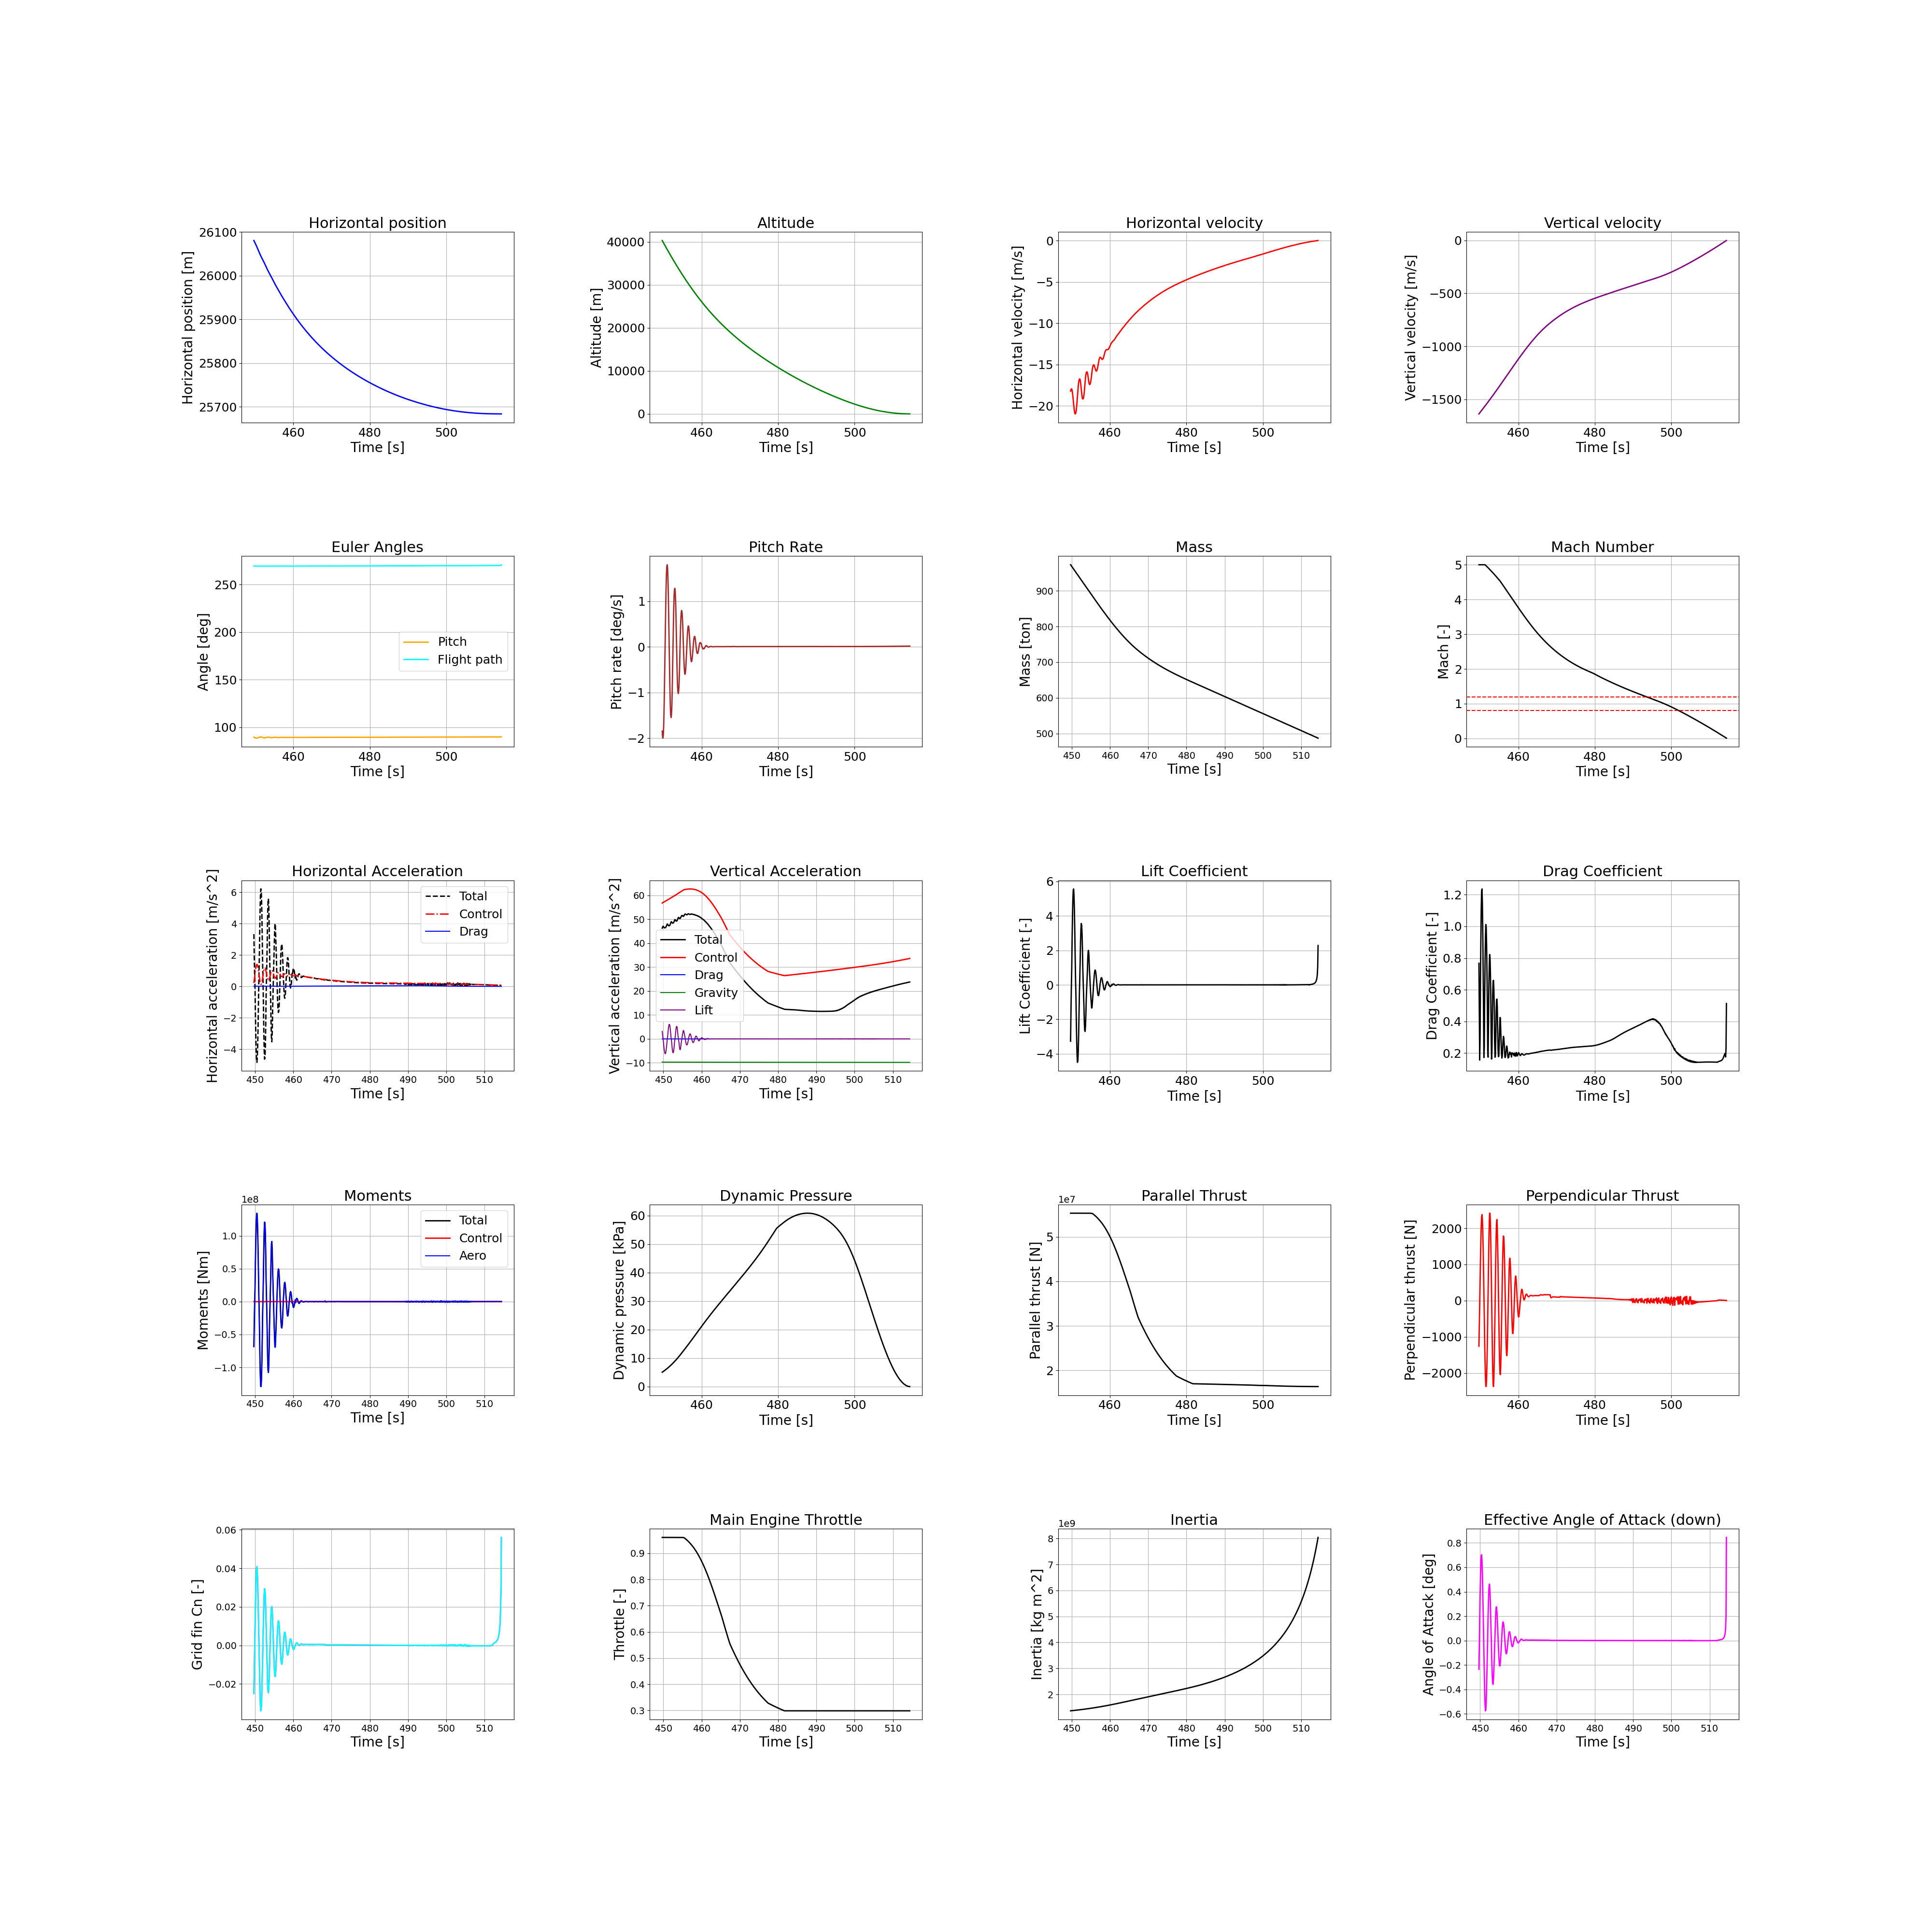 Horizontal position
Horizontal position [m]
26100
26000
25900
25800
25700
460
480
500
Time [s]
Altitude
Altitude [m]
40000
30000
20000
10000
0
460
480
500
Time [s]
Horizontal velocity
Horizontal velocity [m/s]
0
−5
−10
−15
−20
460
480
500
Time [s]
Vertical velocity
Vertical velocity [m/s]
0
−500
−1000
−1500
460
480
500
Time [s]
Euler Angles
Angle [deg]
250
200
150
100
Pitch
Flight path
460
480
500
Time [s]
Pitch Rate
Pitch rate [deg/s]
1
0
−1
−2
460
480
500
Time [s]
Mass
Mass [ton]
900
800
700
600
500
450
460
470
480
490
500
510
Time [s]
Mach Number
Mach [-]
5
4
3
2
1
0
460
480
500
Time [s]
Horizontal Acceleration
Horizontal acceleration [m/s^2]
6
4
2
0
−2
−4
Total
Control
Drag
450
460
470
480
490
500
510
Time [s]
Vertical Acceleration
Vertical acceleration [m/s^2]
60
50
40
30
20
10
0
−10
Total
Control
Drag
Gravity
Lift
450
460
470
480
490
500
510
Time [s]
Lift Coefficient
Lift Coefficient [-]
6
4
2
0
−2
−4
460
480
500
Time [s]
Drag Coefficient
Drag Coefficient [-]
1.2
1.0
0.8
0.6
0.4
0.2
460
480
500
Time [s]
Moments
1e8
Moments [Nm]
1.0
0.5
0.0
−0.5
−1.0
Total
Control
Aero
450
460
470
480
490
500
510
Time [s]
Dynamic Pressure
Dynamic pressure [kPa]
60
50
40
30
20
10
0
460
480
500
Time [s]
Parallel Thrust
1e7
Parallel thrust [N]
5
4
3
2
460
480
500
Time [s]
Perpendicular Thrust
Perpendicular thrust [N]
2000
1000
0
−1000
−2000
460
480
500
Time [s]
Grid fin Cn [-]
0.06
0.04
0.02
0.00
−0.02
450
460
470
480
490
500
510
Time [s]
Main Engine Throttle
Throttle [-]
0.9
0.8
0.7
0.6
0.5
0.4
0.3
450
460
470
480
490
500
510
Time [s]
Inertia
1e9
Inertia [kg m^2]
8
7
6
5
4
3
2
450
460
470
480
490
500
510
Time [s]
Effective Angle of Attack (down)
Angle of Attack [deg]
0.8
0.6
0.4
0.2
0.0
−0.2
−0.4
−0.6
450
460
470
480
490
500
510
Time [s]